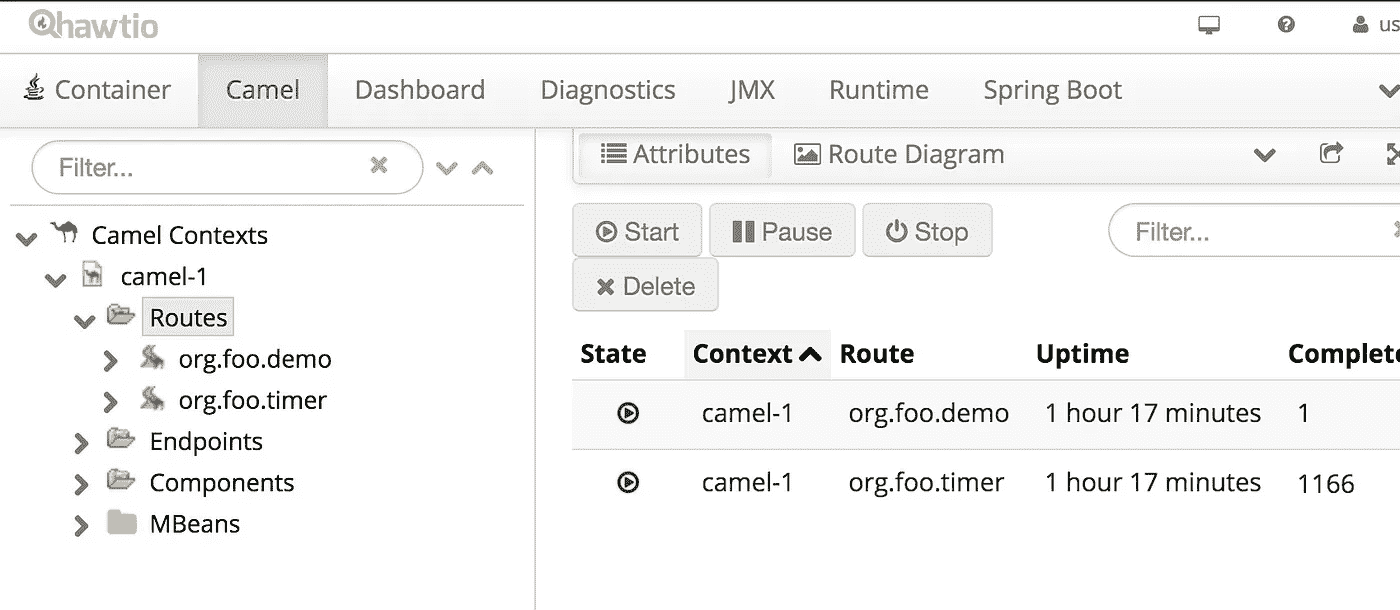 hawtio
us
Container Camel Dashboard Diagnostics JMX Runtime Spring Boot
Filter...
Attributes Route Diagram
Camel Contexts
camel-1
Routes
org.foo.demo
org.foo.timer
Endpoints
Components
MBeans
Start Pause Stop Filter...
Delete
State Context Route Uptime Complete
camel-1 org.foo.demo 1 hour 17 minutes 1
camel-1 org.foo.timer 1 hour 17 minutes 1166